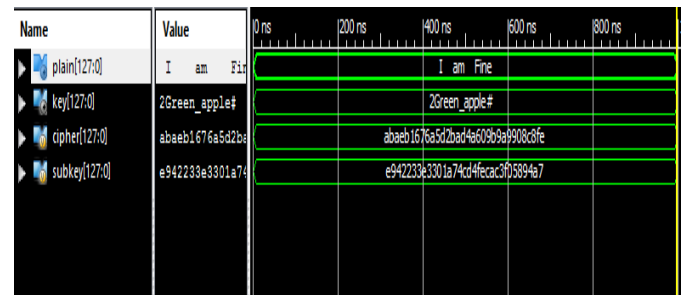 Name Value 0 ns 200 ns 400 ns 600 ns 800 ns
plain[127:0] I am Fin I am Fine
key[127:0] 2Green_apple# 2Green_apple#
cipher[127:0] abaeb1676a5d2ba abaeb1676a5d2bad4a609b9a9908c8fe
subkey[127:0] e942233e3301a74 e942233e3301a74cd4fecac3f05894a7